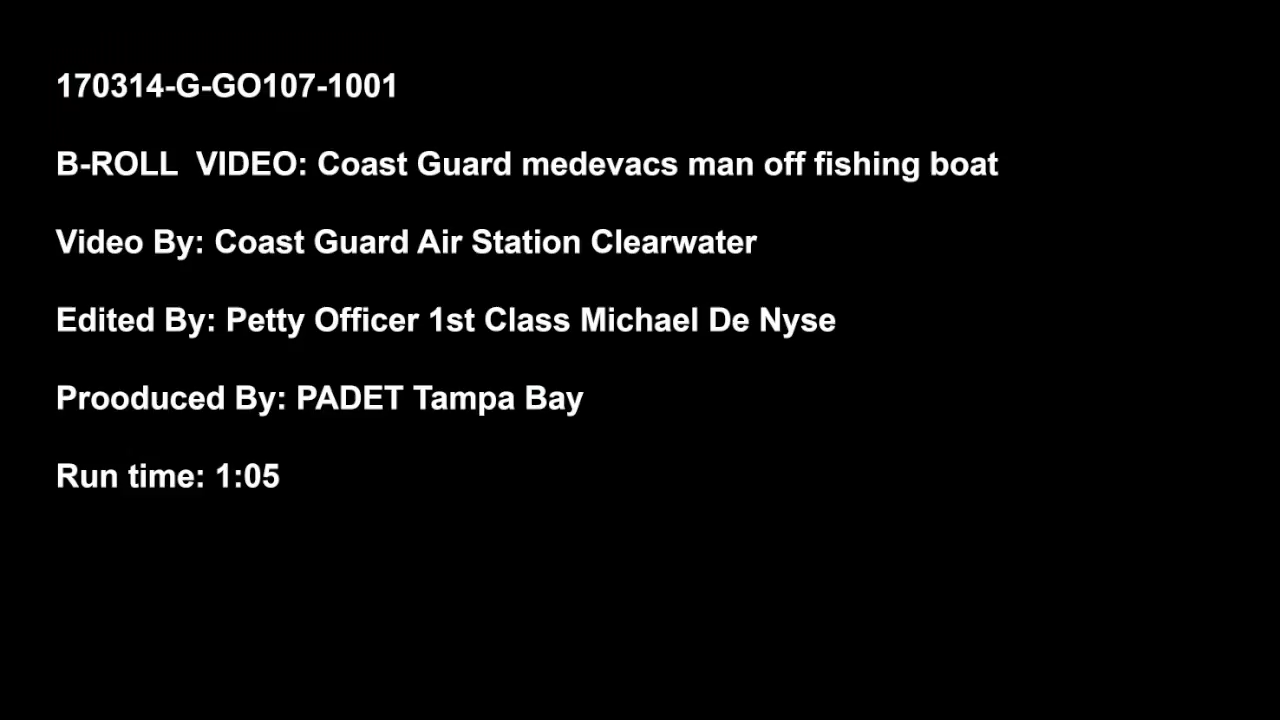 170314-G-GO107-1001
B-ROLL  VIDEO: Coast Guard medevacs man off fishing boat
Video By: Coast Guard Air Station Clearwater
Edited By: Petty Officer 1st Class Michael De Nyse
Prooduced By: PADET Tampa Bay
Run time: 1:05